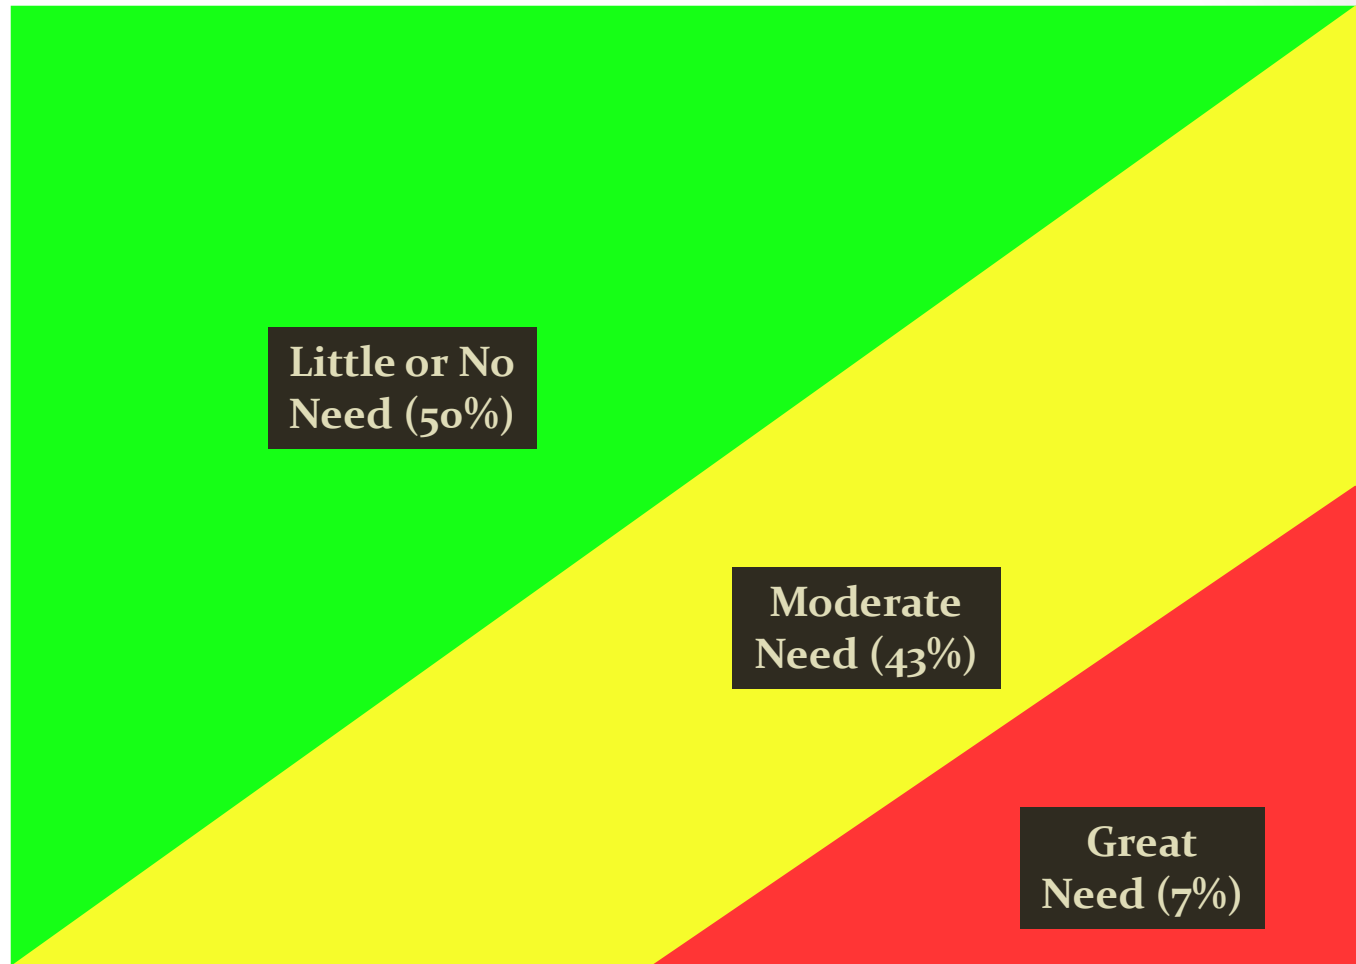 Little or No
Need (50%)
Moderate
Need (43%)
Great
Need (7%)